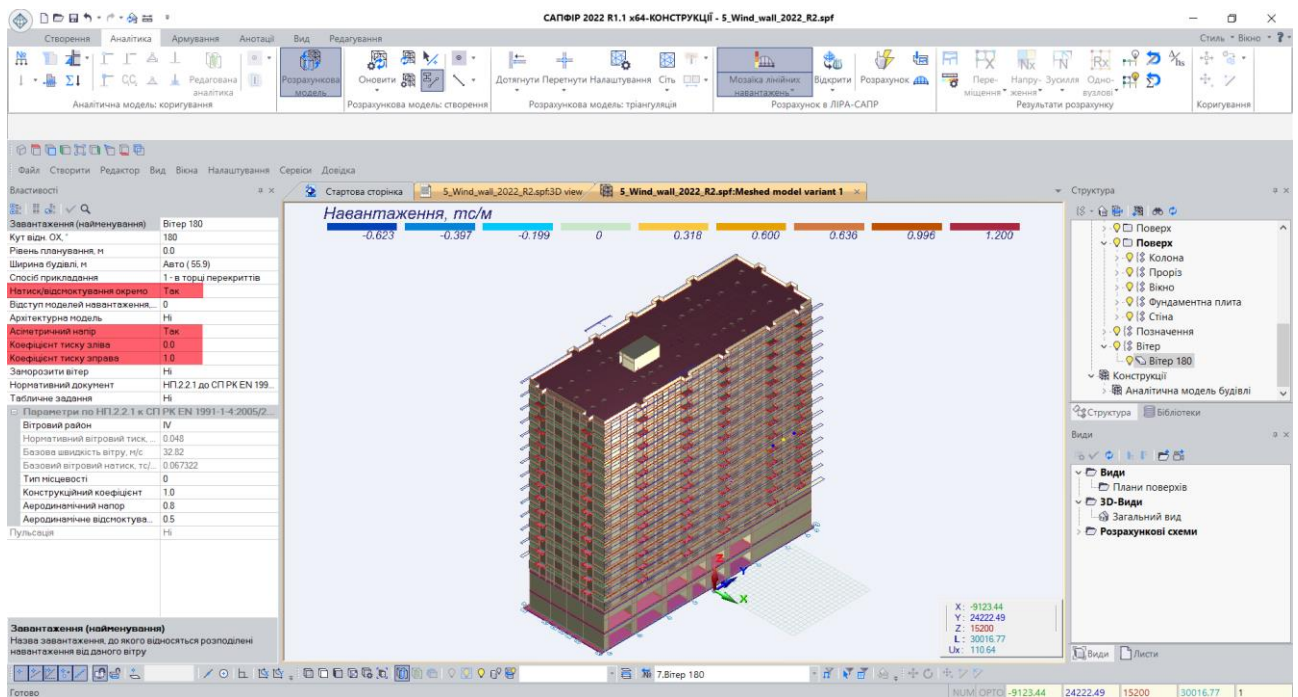 САПФІР 2022 R1.1 x64-КОНСТРУКЦІЇ - 5_Wind_wall_2022_R2.spf
Створення Аналітика Армування Анотації Вид Редагування Стиль Вікно ?
Редагована аналітика
Розрахункова модель
Оновити
Дотягнути Перетнути Налаштування Сіть
Мозаїка лінійних навантажень
Відкрити Розрахунок
Пере-міщення Напру-ження Зусилля Одно-вузлові
Аналітична модель: коригування
Розрахункова модель: створення
Розрахункова модель: тріангуляція
Розрахунок в ЛІРА-САПР
Результати розрахунку
Коригування
Файл Створити Редактор Вид Вікна Налаштування Сервіси Довідка
Властивості
Завантаження (найменування) Вітер 180
Кут відн. OX, ° 180
Рівень планування, м 0.0
Ширина будівлі, м Авто ( 55.9)
Спосіб прикладання 1 - в торці перекриттів
Натиск/відсмоктування окремо Так
Відступ моделей навантаження,... 0
Архітектурна модель Ні
Асіметричний напір Так
Коефіцієнт тиску зліва 0.0
Коефіцієнт тиску зправа 1.0
Заморозити вітер Ні
Нормативний документ НП.2.2.1 до СП РК EN 199...
Табличне задання Ні
Параметри по НП.2.2.1 к СП РК EN 1991-1-4:2005/2...
Вітровий район IV
Нормативний вітровий тиск, ... 0.048
Базова швидкість вітру, м/с 32.82
Базовий вітровий натиск, тс/... 0.067322
Тип місцевості 0
Конструкційний коефіцієнт 1.0
Аеродинамічний напор 0.8
Аеродинамічне відсмоктува... 0.5
Пульсація Ні
Завантаження (найменування)
Назва завантаження, до якого відносяться розподілені
навантаження від даного вітру
Стартова сторінка 5_Wind_wall_2022_R2.spf:3D view 5_Wind_wall_2022_R2.spf:Meshed model variant 1
Навантаження, тс/м
-0.623 -0.397 -0.199 0 0.318 0.600 0.636 0.996 1.200
Z
Y
X
X: -9123.44
Y: 24222.49
Z: 15200
L: 30016.77
Ux: 110.64
Структура
Поверх
Поверх
Колона
Проріз
Вікно
Фундаментна плита
Стіна
Позначення
Вітер
Вітер 180
Конструкції
Аналітична модель будівлі
Структура Бібліотеки
Види
Види
Плани поверхів
3D-Види
Загальний вид
Розрахункові схеми
Види Листи
7.Вітер 180
Готово NUM ОРТО -9123.44 24222.49 15200 30016.77 1